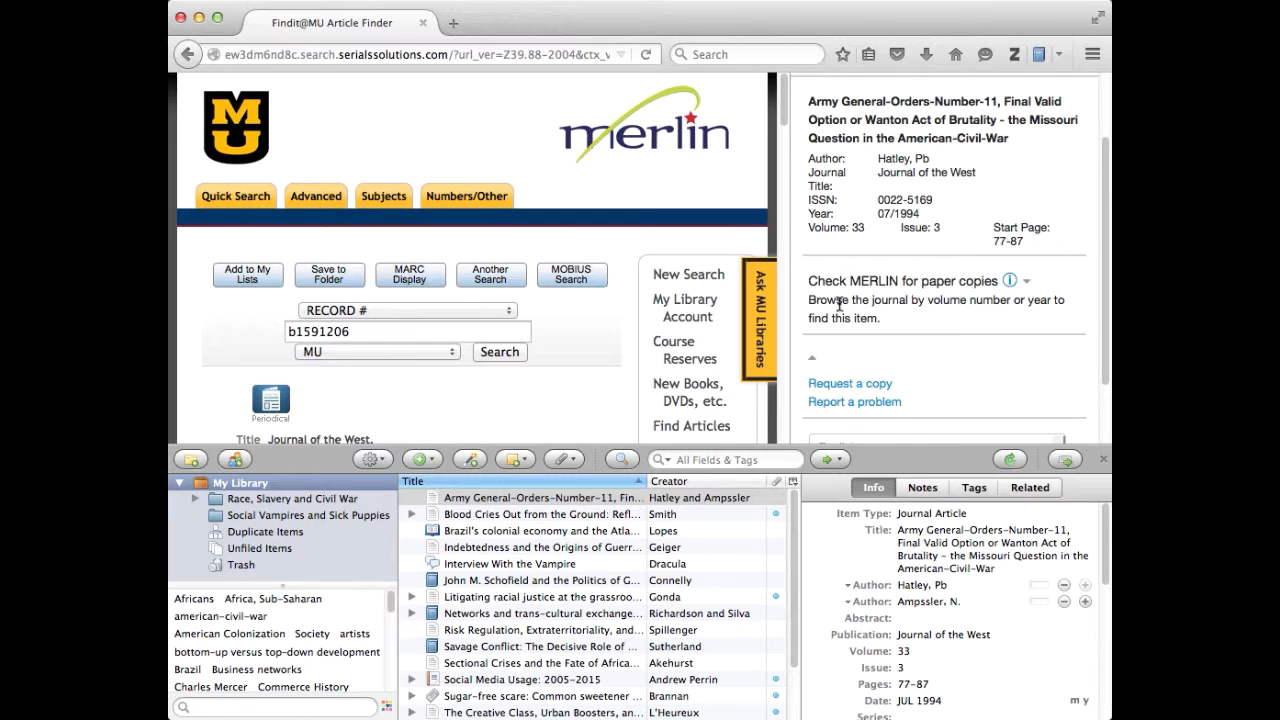 Findit@MU Article Finder
ew3dm6nd8c.search.serialssolutions.com/?url_ver=Z39.88-2004&ctx_v
Search
Z
MU
merlin
Quick Search
Advanced
Subjects
Numbers/Other
Add to My
Lists
Save to
Folder
MARC
Display
Another
Search
MOBIUS
Search
RECORD #
b1591206
MU
Search
Periodical
Title Journal of the West.
New Search
My Library
Account
Course
Reserves
New Books,
DVDs, etc.
Find Articles
Ask MU Libraries
Army General-Orders-Number-11, Final Valid
Option or Wanton Act of Brutality - the Missouri
Question in the American-Civil-War
Author: Hatley, Pb
Journal Journal of the West
Title:
ISSN: 0022-5169
Year: 07/1994
Volume: 33 Issue: 3 Start Page:
77-87
Check MERLIN for paper copies
Browse the journal by volume number or year to
find this item.
Request a copy
Report a problem
All Fields & Tags
My Library
Race, Slavery and Civil War
Social Vampires and Sick Puppies
Duplicate Items
Unfiled Items
Trash
Africans Africa, Sub-Saharan
american-civil-war
American Colonization Society artists
bottom-up versus top-down development
Brazil Business networks
Charles Mercer Commerce History
Title Creator
Army General-Orders-Number-11, Fin... Hatley and Ampssler
Blood Cries Out from the Ground: Refl... Smith
Brazil's colonial economy and the Atla... Lopes
Indebtedness and the Origins of Guerr... Geiger
Interview With the Vampire Dracula
John M. Schofield and the Politics of G... Connelly
Litigating racial justice at the grassroo... Gonda
Networks and trans-cultural exchange... Richardson and Silva
Risk Regulation, Extraterritoriality, and... Spillenger
Savage Conflict: The Decisive Role of ... Sutherland
Sectional Crises and the Fate of Africa... Akehurst
Social Media Usage: 2005-2015 Andrew Perrin
Sugar-free scare: Common sweetener ... Brannan
The Creative Class, Urban Boosters, an... L'Heureux
Info
Notes
Tags
Related
Item Type: Journal Article
Title: Army General-Orders-Number-11,
Final Valid Option or Wanton Act of
Brutality - the Missouri Question in the
American-Civil-War
Author: Hatley, Pb
Author: Ampssler, N.
Abstract:
Publication: Journal of the West
Volume: 33
Issue: 3
Pages: 77-87
Date: JUL 1994 m y
Series: